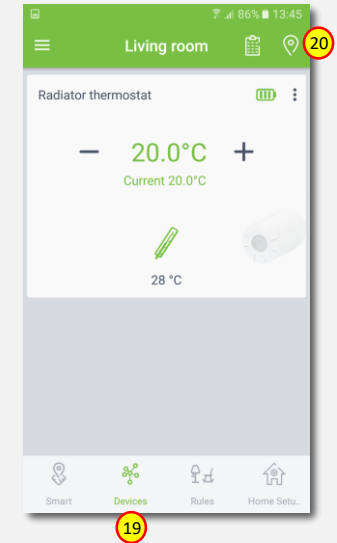 86% 13:45
Living room
20
Radiator thermostat
− 20.0°C +
Current 20.0°C
28 °C
Smart Devices Rules Home Setu..
19